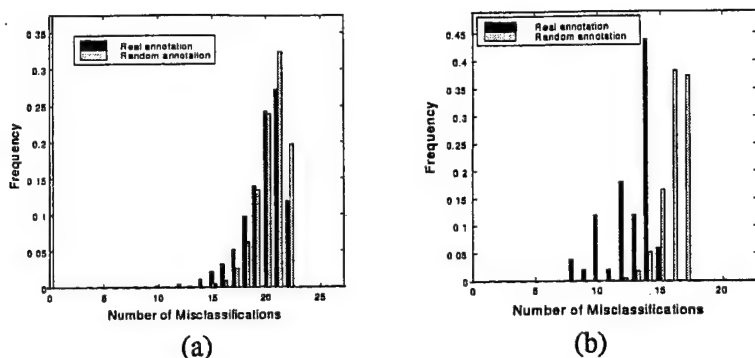 Real annotation
Random annotation
0.35
0.3
0.25
0.2
0.15
0.1
0.05
0
Frequency
5 10 15 20 25
Number of Misclassifications
(a)
Real annotation
Random annotation
0.45
0.4
0.35
0.3
0.25
0.2
0.15
0.1
0.05
0
Frequency
0 5 10 15 20
Number of Misclassifications
(b)